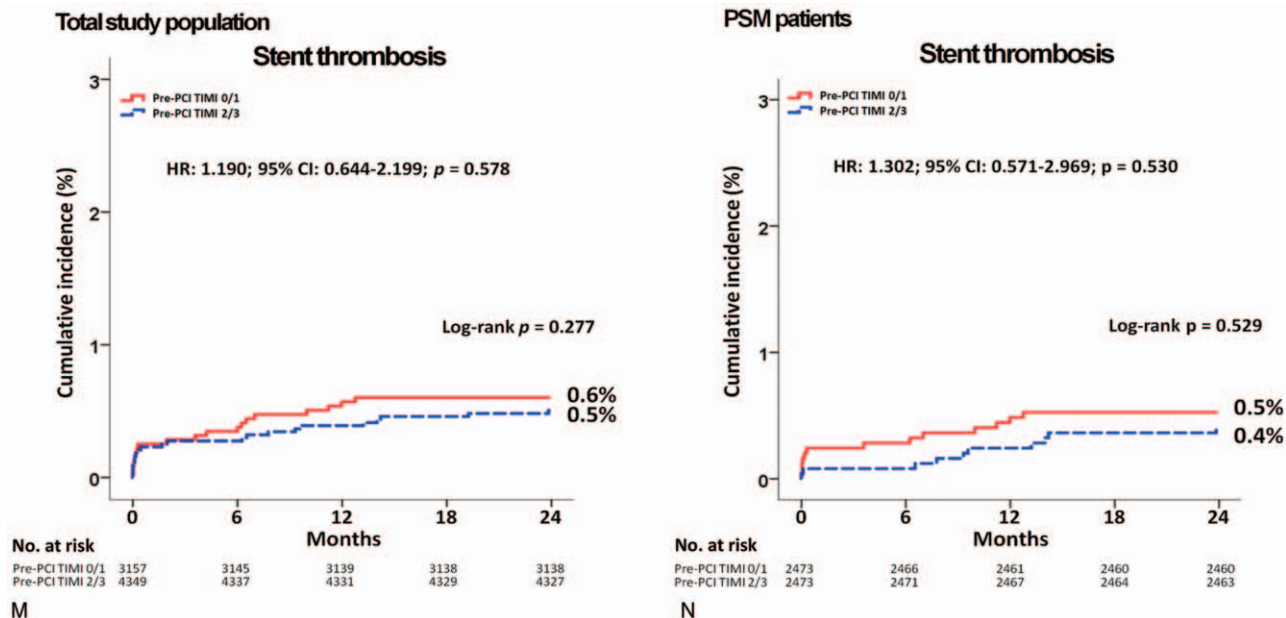 Total study population
Stent thrombosis
3
Pre-PCI TIMI 0/1
Pre-PCI TIMI 2/3
HR: 1.190; 95% CI: 0.644-2.199; p = 0.578
2
Cumulative incidence (%)
Log-rank p = 0.277
1
0.6%
0.5%
0
0 6 12 18 24
Months
No. at risk
Pre-PCI TIMI 0/1 3157 3145 3139 3138 3138
Pre-PCI TIMI 2/3 4349 4337 4331 4329 4327
M
PSM patients
Stent thrombosis
3
Pre-PCI TIMI 0/1
Pre-PCI TIMI 2/3
HR: 1.302; 95% CI: 0.571-2.969; p = 0.530
2
Cumulative incidence (%)
Log-rank p = 0.529
1
0.5%
0.4%
0
0 6 12 18 24
Months
No. at risk
Pre-PCI TIMI 0/1 2473 2466 2461 2460 2460
Pre-PCI TIMI 2/3 2473 2471 2467 2464 2463
N